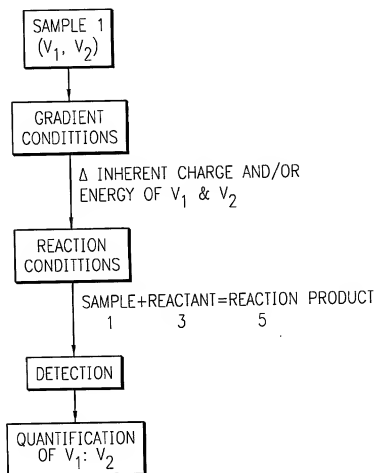 SAMPLE 1
(V1, V2)
GRADIENT
CONDITIONS
Δ INHERENT CHARGE AND/OR
ENERGY OF V1 & V2
REACTION
CONDITIONS
SAMPLE+REACTANT=REACTION PRODUCT
1 3 5
DETECTION
QUANTIFICATION
OF V1: V2